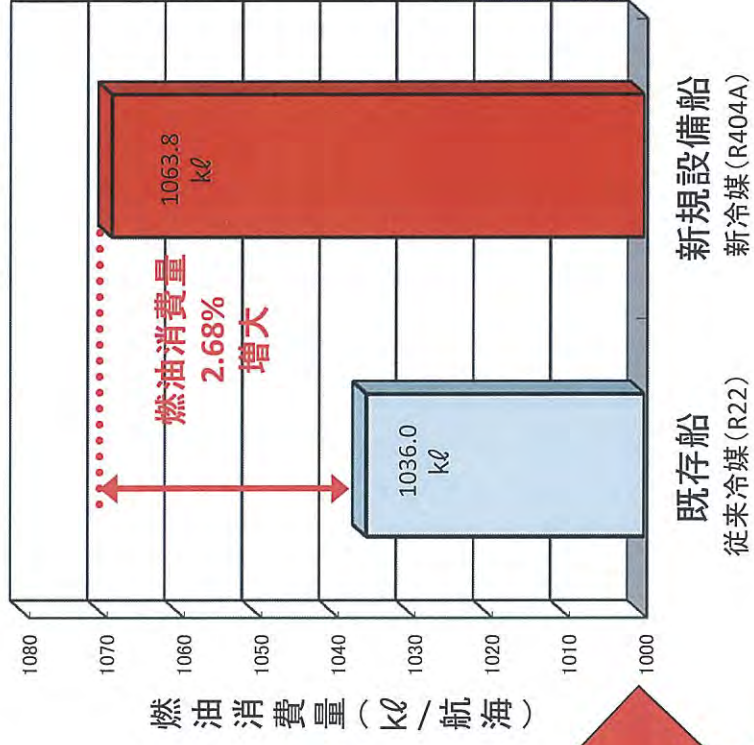 燃油消費量(kℓ/航海)
1080
1070
1060
1050
1040
1030
1020
1010
1000
燃油消費量
2.68%
増大
1036.0
kℓ
1063.8
kℓ
既存船
従来冷媒(R22)
新規設備船
新冷媒(R404A)